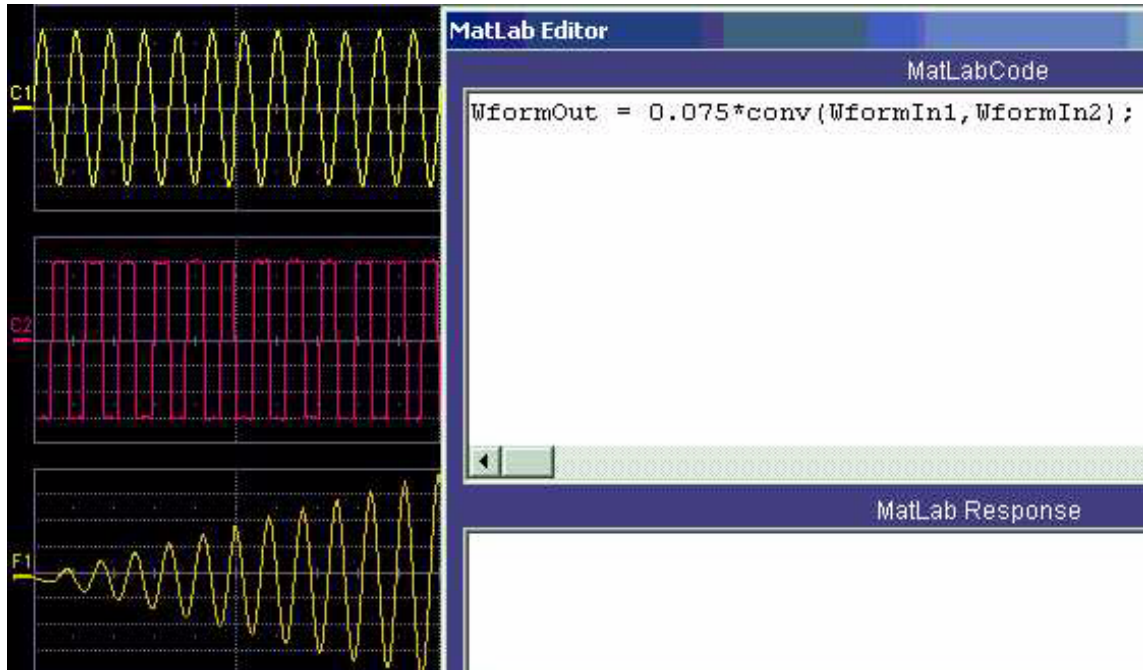 MatLab Editor
MatLabCode
WformOut = 0.075*conv(WformIn1,WformIn2);
MatLab Response
C1
C2
F1